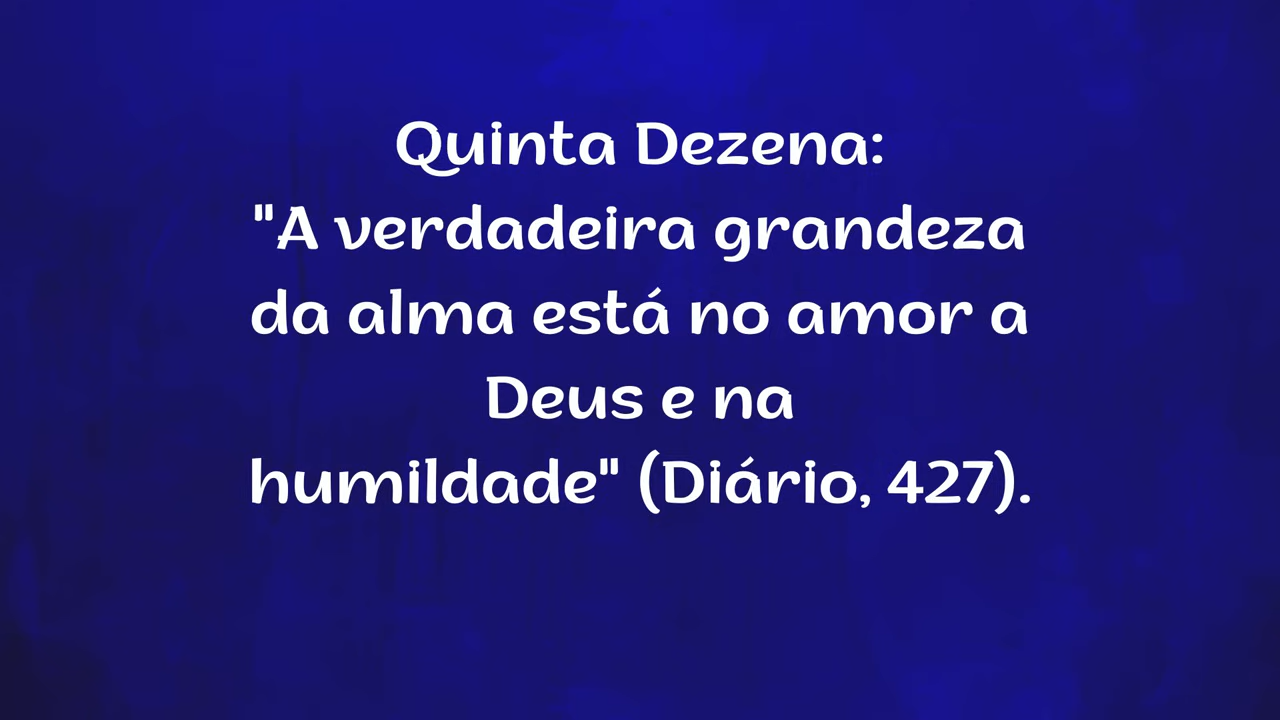 Quinta Dezena:
"A verdadeira grandeza
da alma está no amor a
Deus e na
humildade" (Diário, 427).